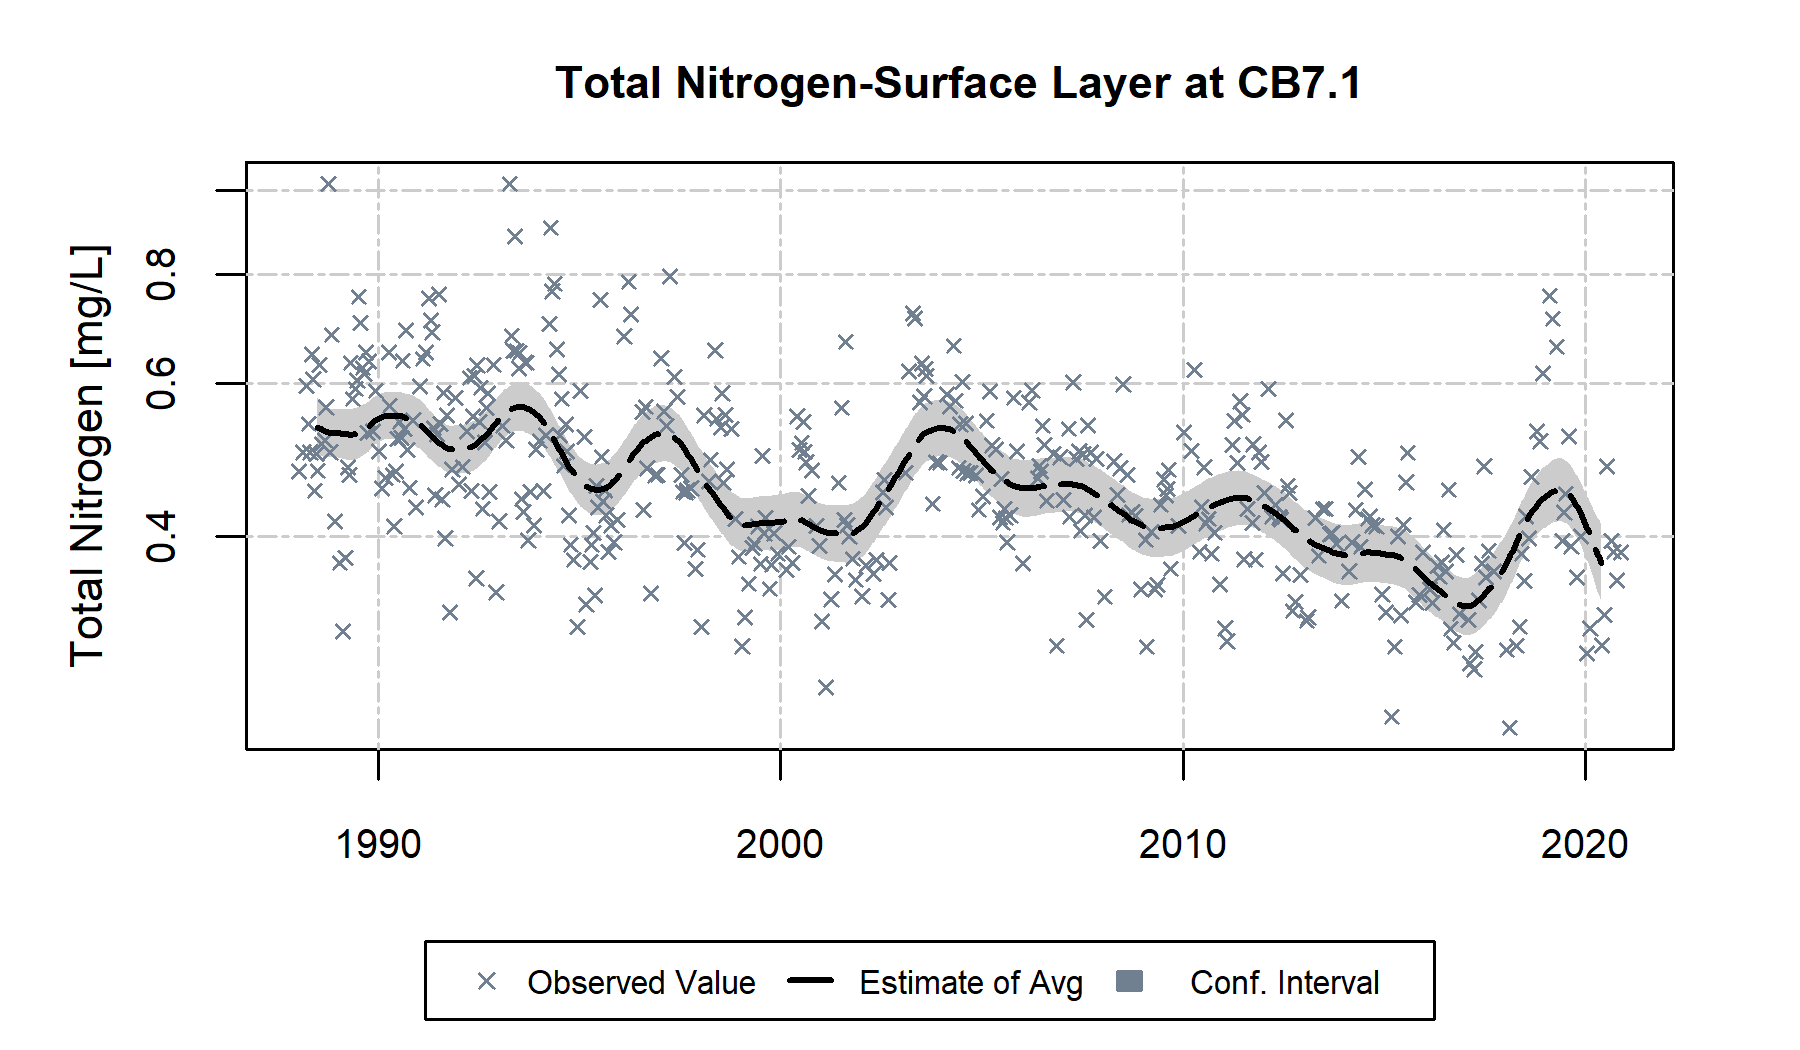 Total Nitrogen-Surface Layer at CB7.1
Total Nitrogen [mg/L]
0.8
0.6
0.4
1990 2000 2010 2020
Observed Value Estimate of Avg Conf. Interval